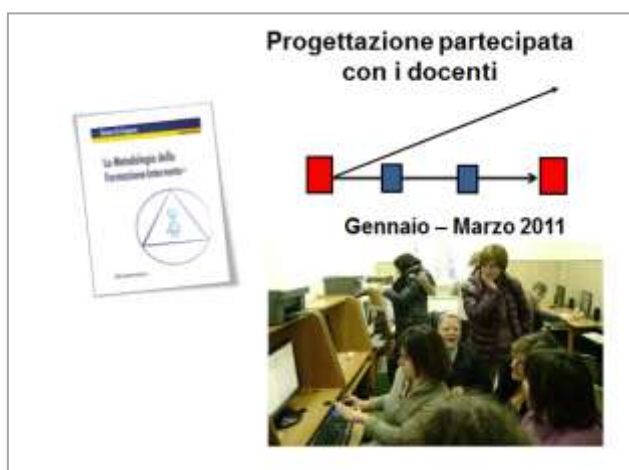 Progettazione partecipata
con i docenti
La Metodologia della
Formazione-Intervento
Gennaio – Marzo 2011